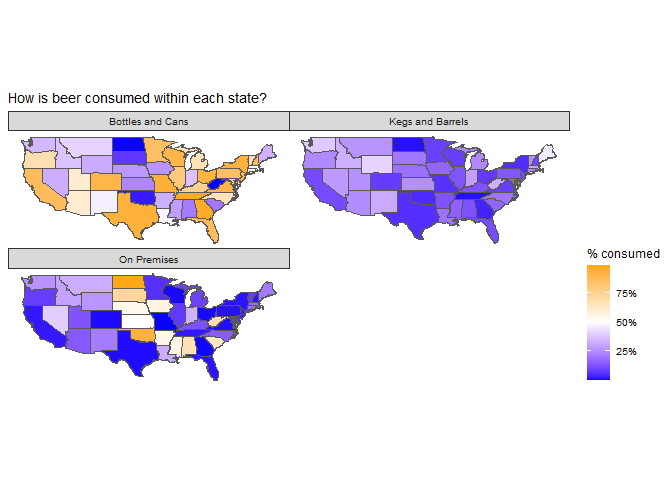 How is beer consumed within each state?
Bottles and Cans
Kegs and Barrels
On Premises
% consumed
75%
50%
25%